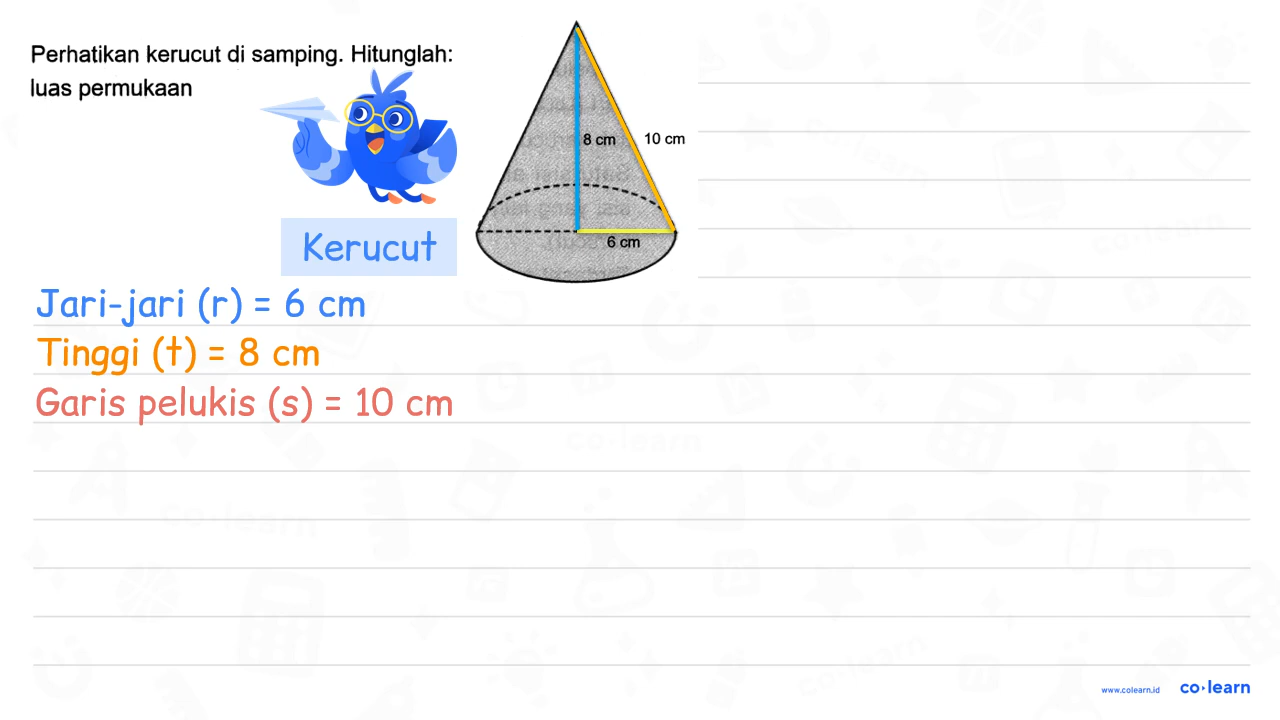 Perhatikan kerucut di samping. Hitunglah:
luas permukaan
8 cm
10 cm
6 cm
Kerucut
Jari-jari (r) = 6 cm
Tinggi (t) = 8 cm
Garis pelukis (s) = 10 cm
www.colearn.id
co·learn